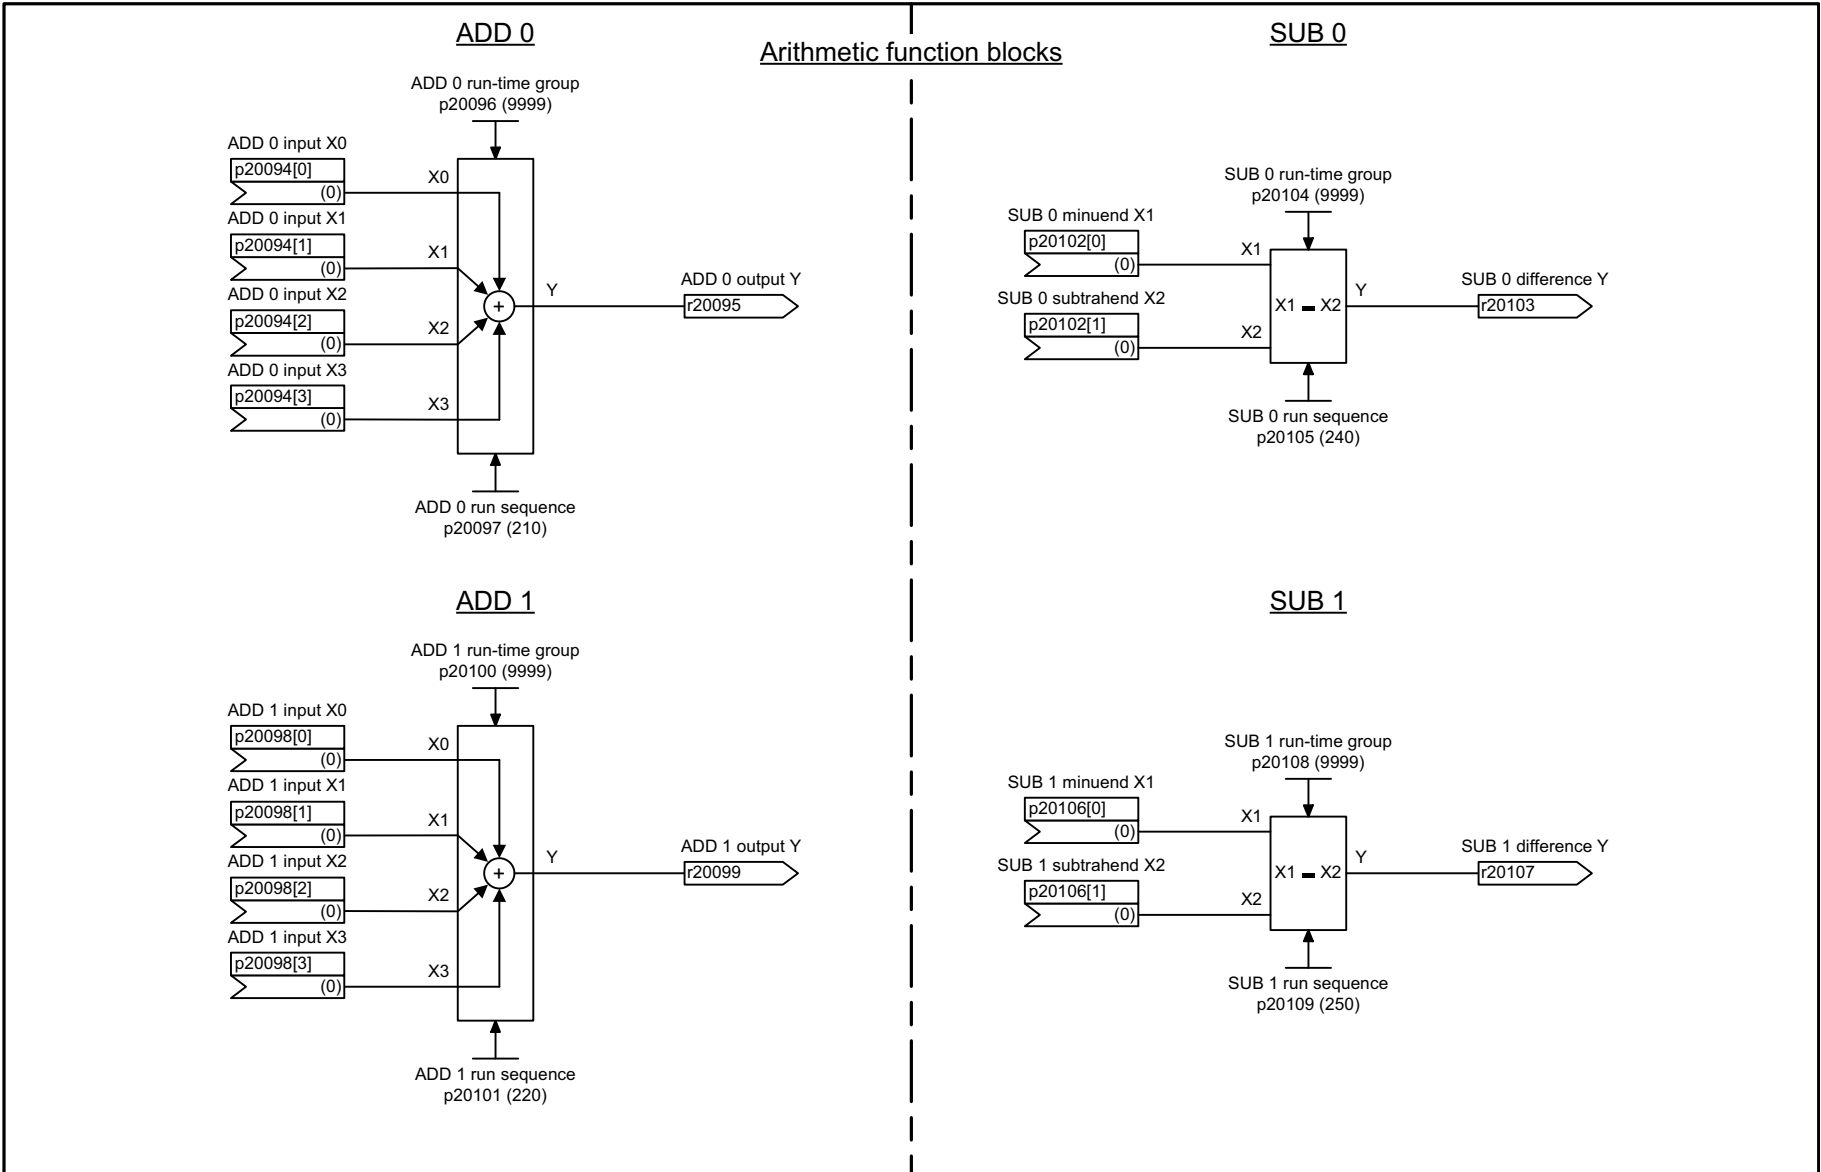 Arithmetic function blocks
ADD 0
ADD 0 run-time group
p20096 (9999)
ADD 0 input X0
p20094[0]
(0)
X0
ADD 0 input X1
p20094[1]
(0)
X1
ADD 0 input X2
p20094[2]
(0)
X2
ADD 0 input X3
p20094[3]
(0)
X3
+
Y
ADD 0 output Y
r20095
ADD 0 run sequence
p20097 (210)
ADD 1
ADD 1 run-time group
p20100 (9999)
ADD 1 input X0
p20098[0]
(0)
X0
ADD 1 input X1
p20098[1]
(0)
X1
ADD 1 input X2
p20098[2]
(0)
X2
ADD 1 input X3
p20098[3]
(0)
X3
+
Y
ADD 1 output Y
r20099
ADD 1 run sequence
p20101 (220)
SUB 0
SUB 0 run-time group
p20104 (9999)
SUB 0 minuend X1
p20102[0]
(0)
X1
SUB 0 subtrahend X2
p20102[1]
(0)
X2
X1 - X2
Y
SUB 0 difference Y
r20103
SUB 0 run sequence
p20105 (240)
SUB 1
SUB 1 run-time group
p20108 (9999)
SUB 1 minuend X1
p20106[0]
(0)
X1
SUB 1 subtrahend X2
p20106[1]
(0)
X2
X1 - X2
Y
SUB 1 difference Y
r20107
SUB 1 run sequence
p20109 (250)